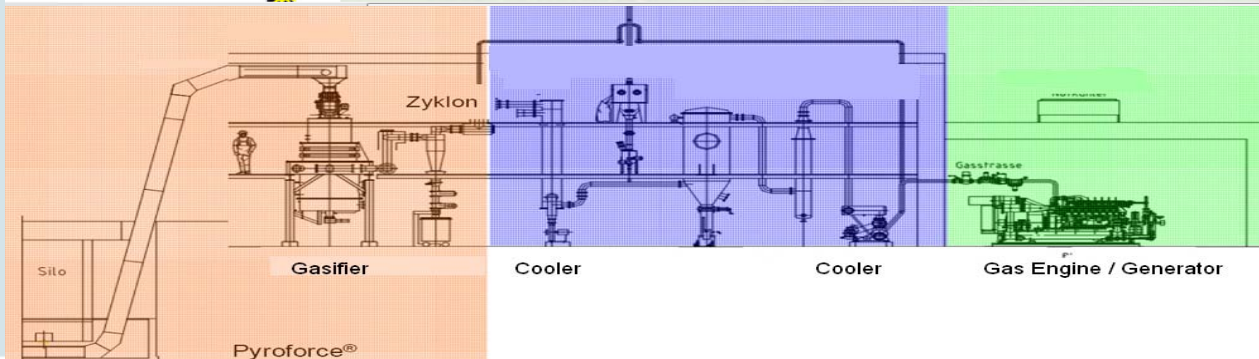 Zyklon
Gasstrasse
Silo
Gasifier
Cooler
Cooler
Gas Engine / Generator
Pyroforce®